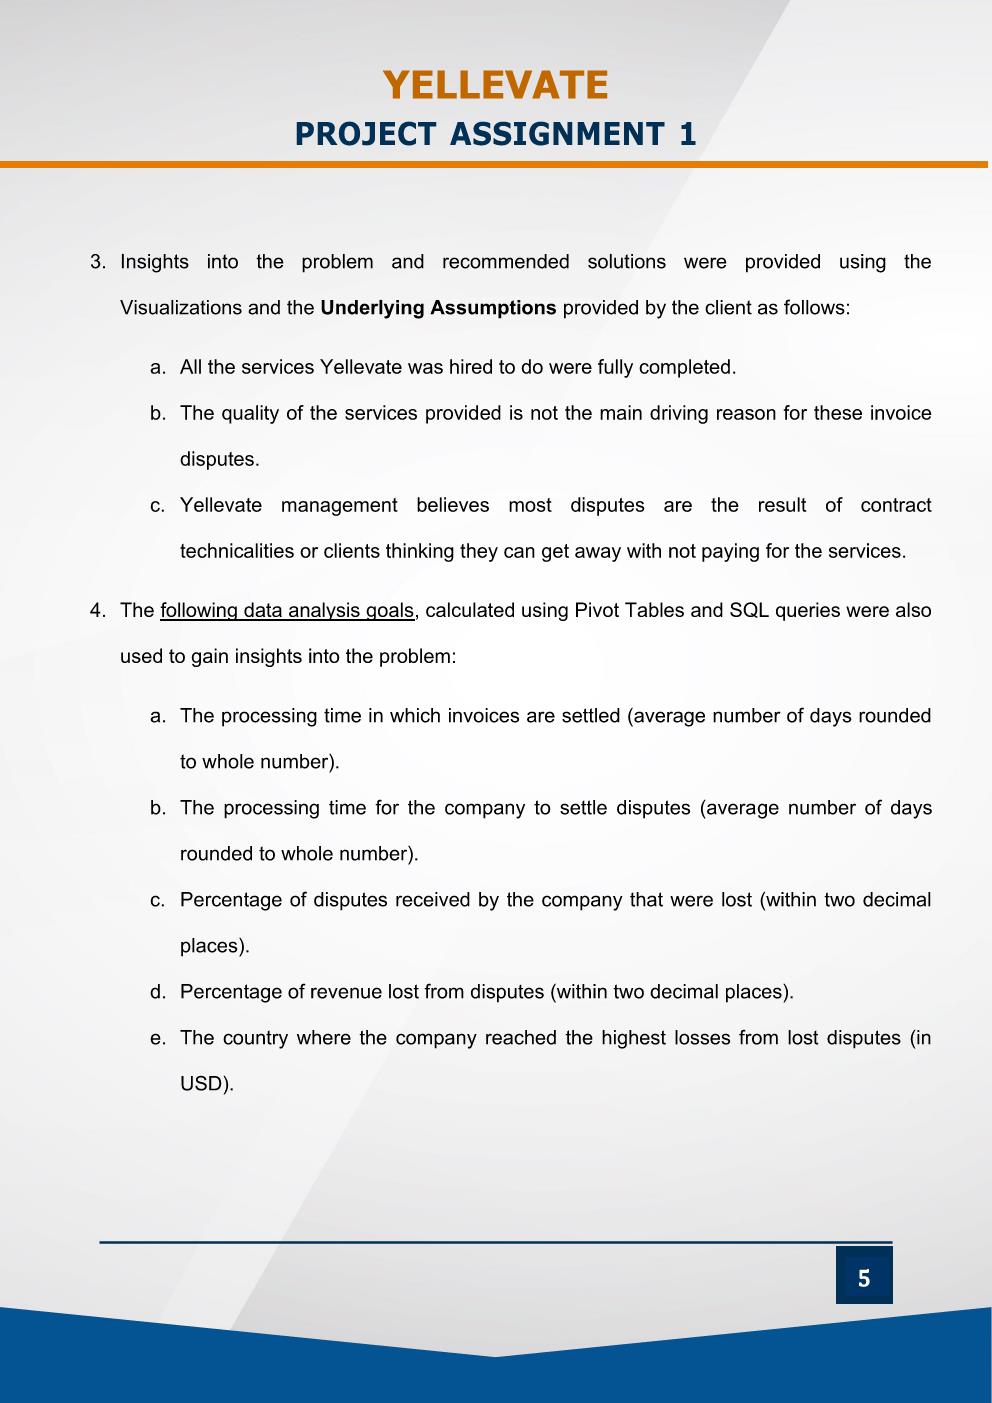 YELLEVATE
PROJECT ASSIGNMENT 1
3. Insights into the problem and recommended solutions were provided using the
Visualizations and the Underlying Assumptions provided by the client as follows:
a. All the services Yellevate was hired to do were fully completed.
b. The quality of the services provided is not the main driving reason for these invoice
disputes.
c. Yellevate management believes most disputes are the result of contract
technicalities or clients thinking they can get away with not paying for the services.
4. The following data analysis goals, calculated using Pivot Tables and SQL queries were also
used to gain insights into the problem:
a. The processing time in which invoices are settled (average number of days rounded
to whole number).
b. The processing time for the company to settle disputes (average number of days
rounded to whole number).
c. Percentage of disputes received by the company that were lost (within two decimal
places).
d. Percentage of revenue lost from disputes (within two decimal places).
e. The country where the company reached the highest losses from lost disputes (in
USD).
5